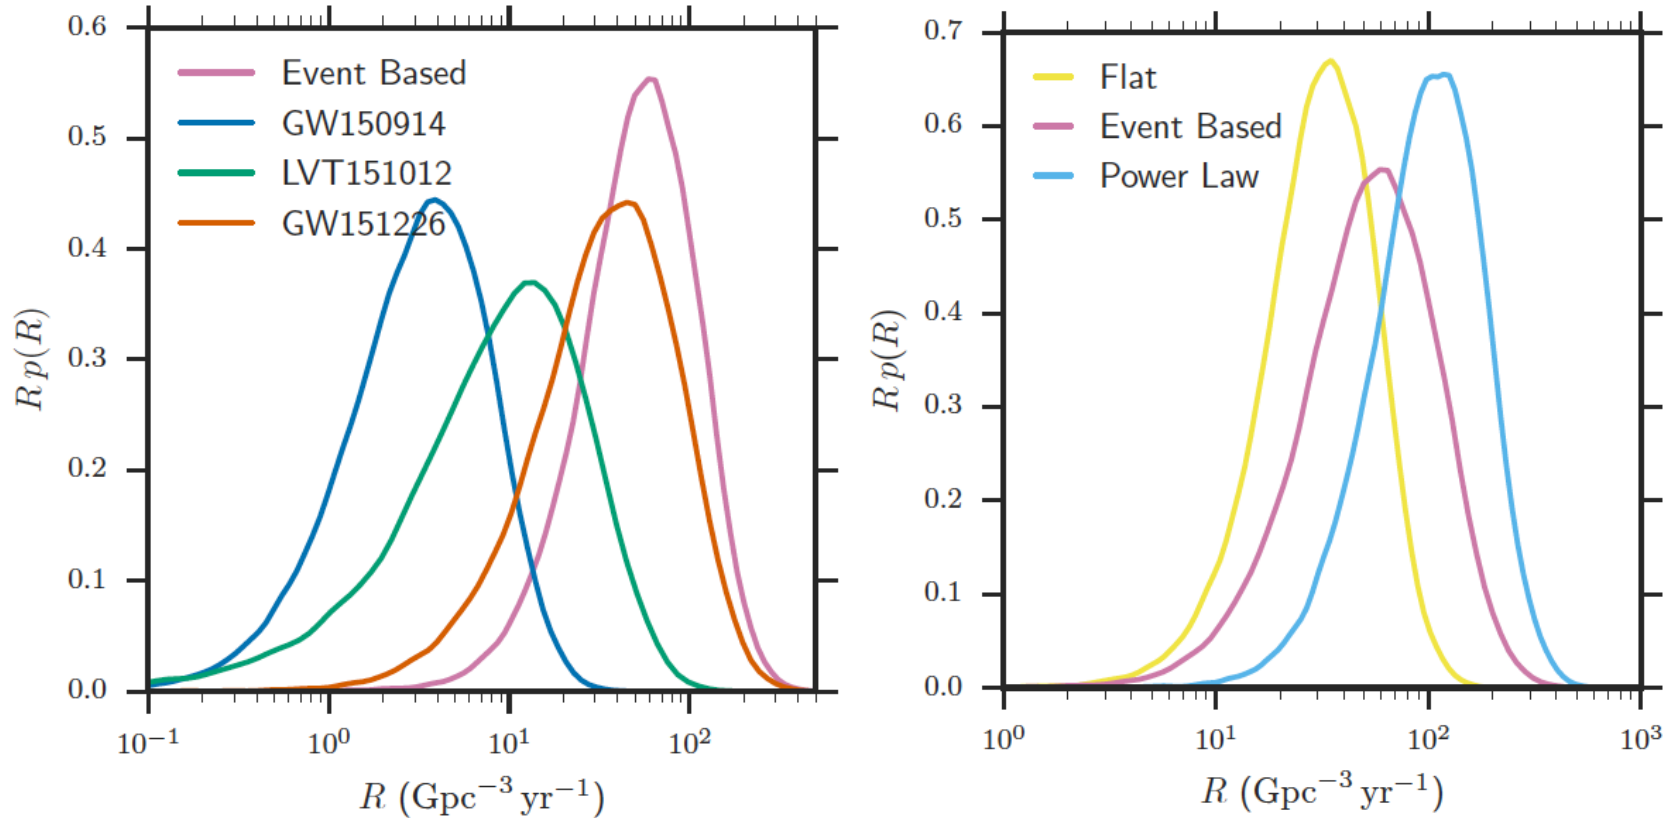 0.6
0.5
0.4
0.3
0.2
0.1
0.0
R p(R)
Event Based
GW150914
LVT151012
GW151226
10⁻¹
10⁰
10¹
10²
R (Gpc⁻³ yr⁻¹)
0.7
0.6
0.5
0.4
0.3
0.2
0.1
0.0
R p(R)
Flat
Event Based
Power Law
10⁰
10¹
10²
10³
R (Gpc⁻³ yr⁻¹)